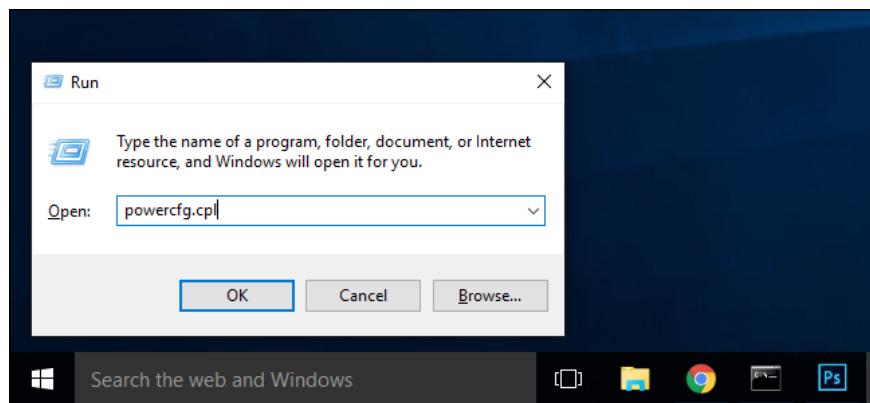 Run
Type the name of a program, folder, document, or Internet
resource, and Windows will open it for you.
Open: powercfg.cpl
OK Cancel Browse...
Search the web and Windows
Ps